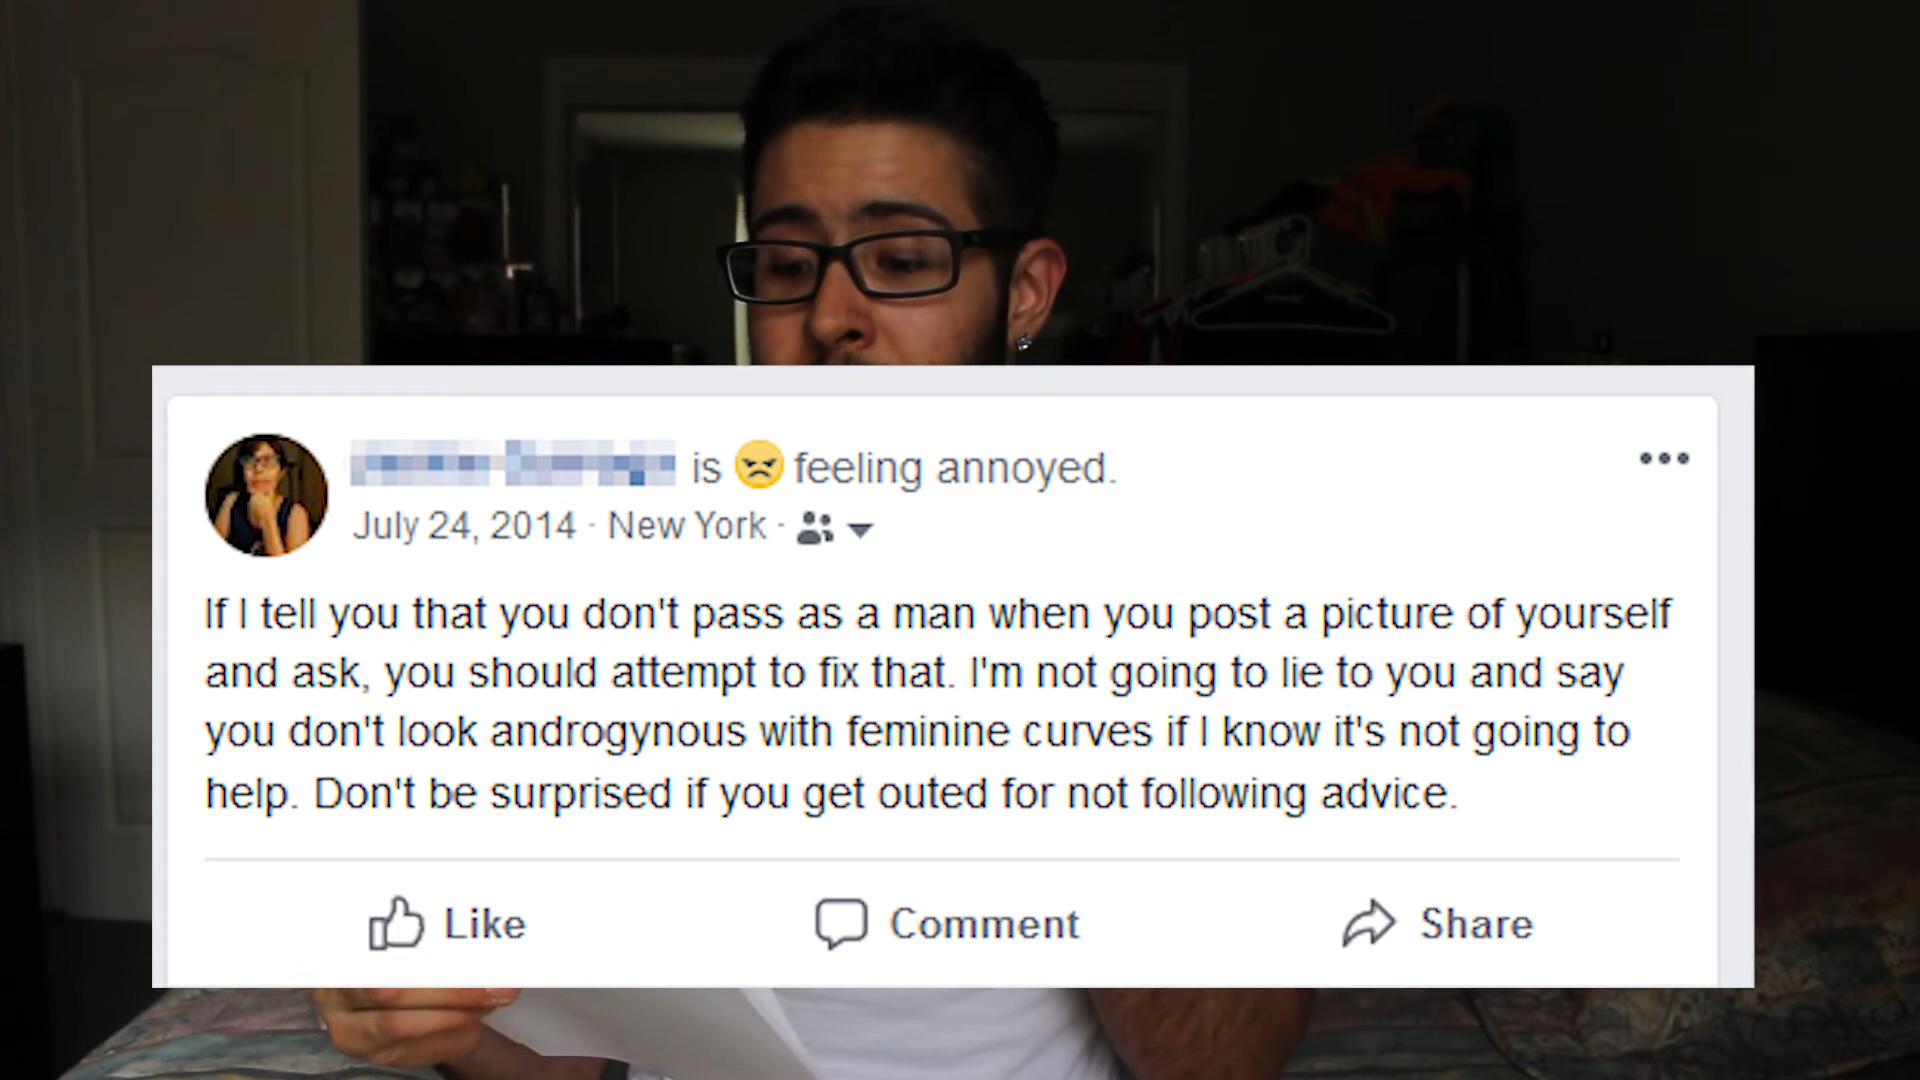 is feeling annoyed.
July 24, 2014 · New York ·
If I tell you that you don't pass as a man when you post a picture of yourself
and ask, you should attempt to fix that. I'm not going to lie to you and say
you don't look androgynous with feminine curves if I know it's not going to
help. Don't be surprised if you get outed for not following advice.
Like Comment Share